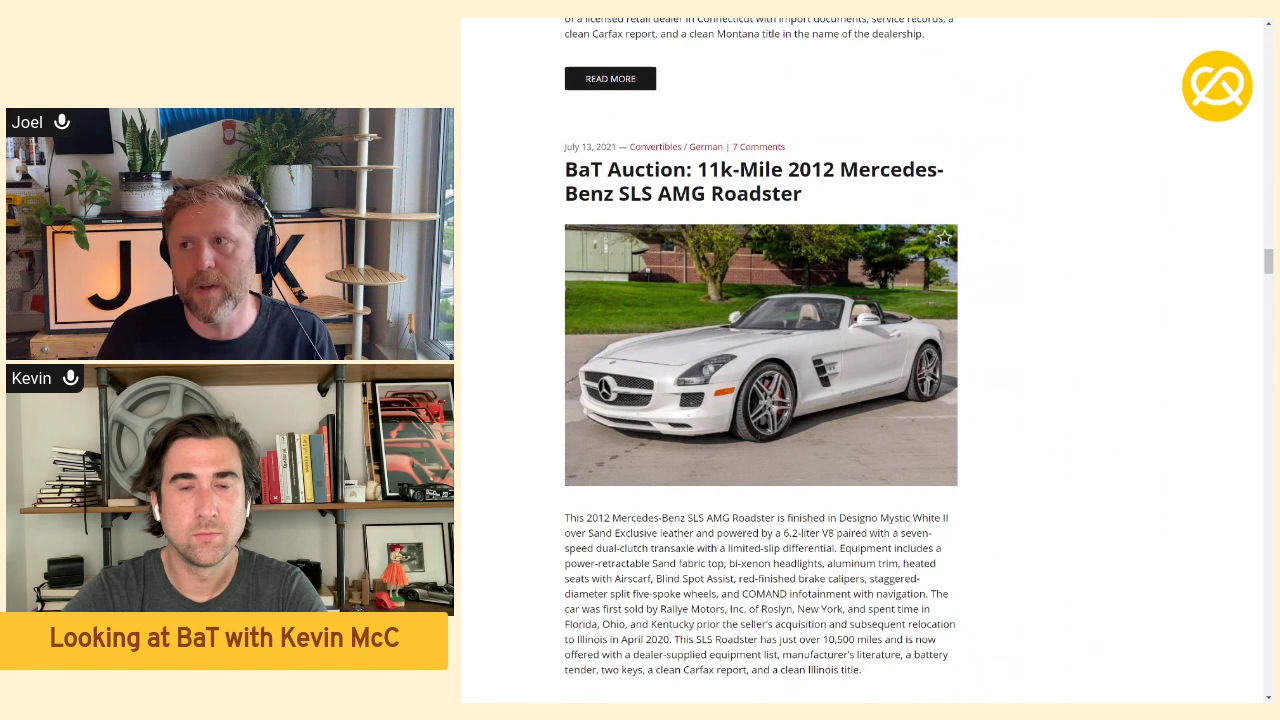 Joel
J K
Kevin
Looking at BaT with Kevin McC
of a licensed retail dealer in Connecticut with import documents, service records, a
clean Carfax report, and a clean Montana title in the name of the dealership.
READ MORE
July 13, 2021 — Convertibles / German | 7 Comments
BaT Auction: 11k-Mile 2012 Mercedes-
Benz SLS AMG Roadster
This 2012 Mercedes-Benz SLS AMG Roadster is finished in Designo Mystic White II
over Sand Exclusive leather and powered by a 6.2-liter V8 paired with a seven-
speed dual-clutch transaxle with a limited-slip differential. Equipment includes a
power-retractable Sand fabric top, bi-xenon headlights, aluminum trim, heated
seats with Airscarf, Blind Spot Assist, red-finished brake calipers, staggered-
diameter split five-spoke wheels, and COMAND infotainment with navigation. The
car was first sold by Rallye Motors, Inc. of Roslyn, New York, and spent time in
Florida, Ohio, and Kentucky prior the seller's acquisition and subsequent relocation
to Illinois in April 2020. This SLS Roadster has just over 10,500 miles and is now
offered with a dealer-supplied equipment list, manufacturer's literature, a battery
tender, two keys, a clean Carfax report, and a clean Illinois title.